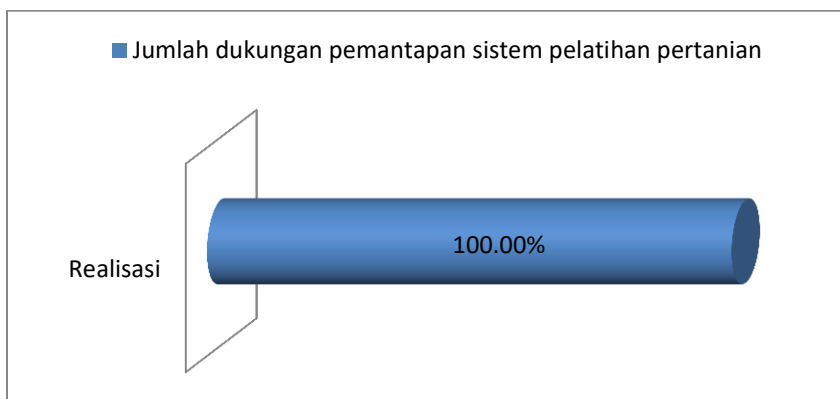 Jumlah dukungan pemantapan sistem pelatihan pertanian
100.00%
Realisasi